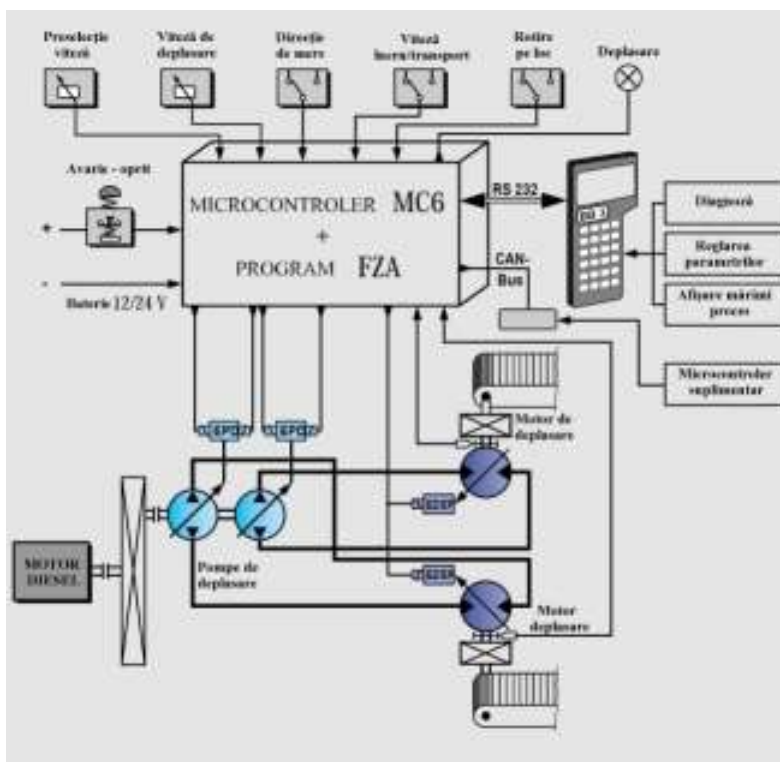 Preselecție
viteză
Viteză de
deplasare
Direcție
de mers
Viteză
lucru/transport
Rotire
pe loc
Deplasare
Avarie - oprit
+
-
Baterie 12/24 V
MICROCONTROLER MC6
+
PROGRAM FZA
RS 232
CAN-
Bus
Diagnoză
Reglarea
parametrilor
Afișare mărimi
proces
Microcontroler
suplimentar
Motor de
deplasare
MOTOR
DIESEL
Pompe de
deplasare
Motor
deplasare